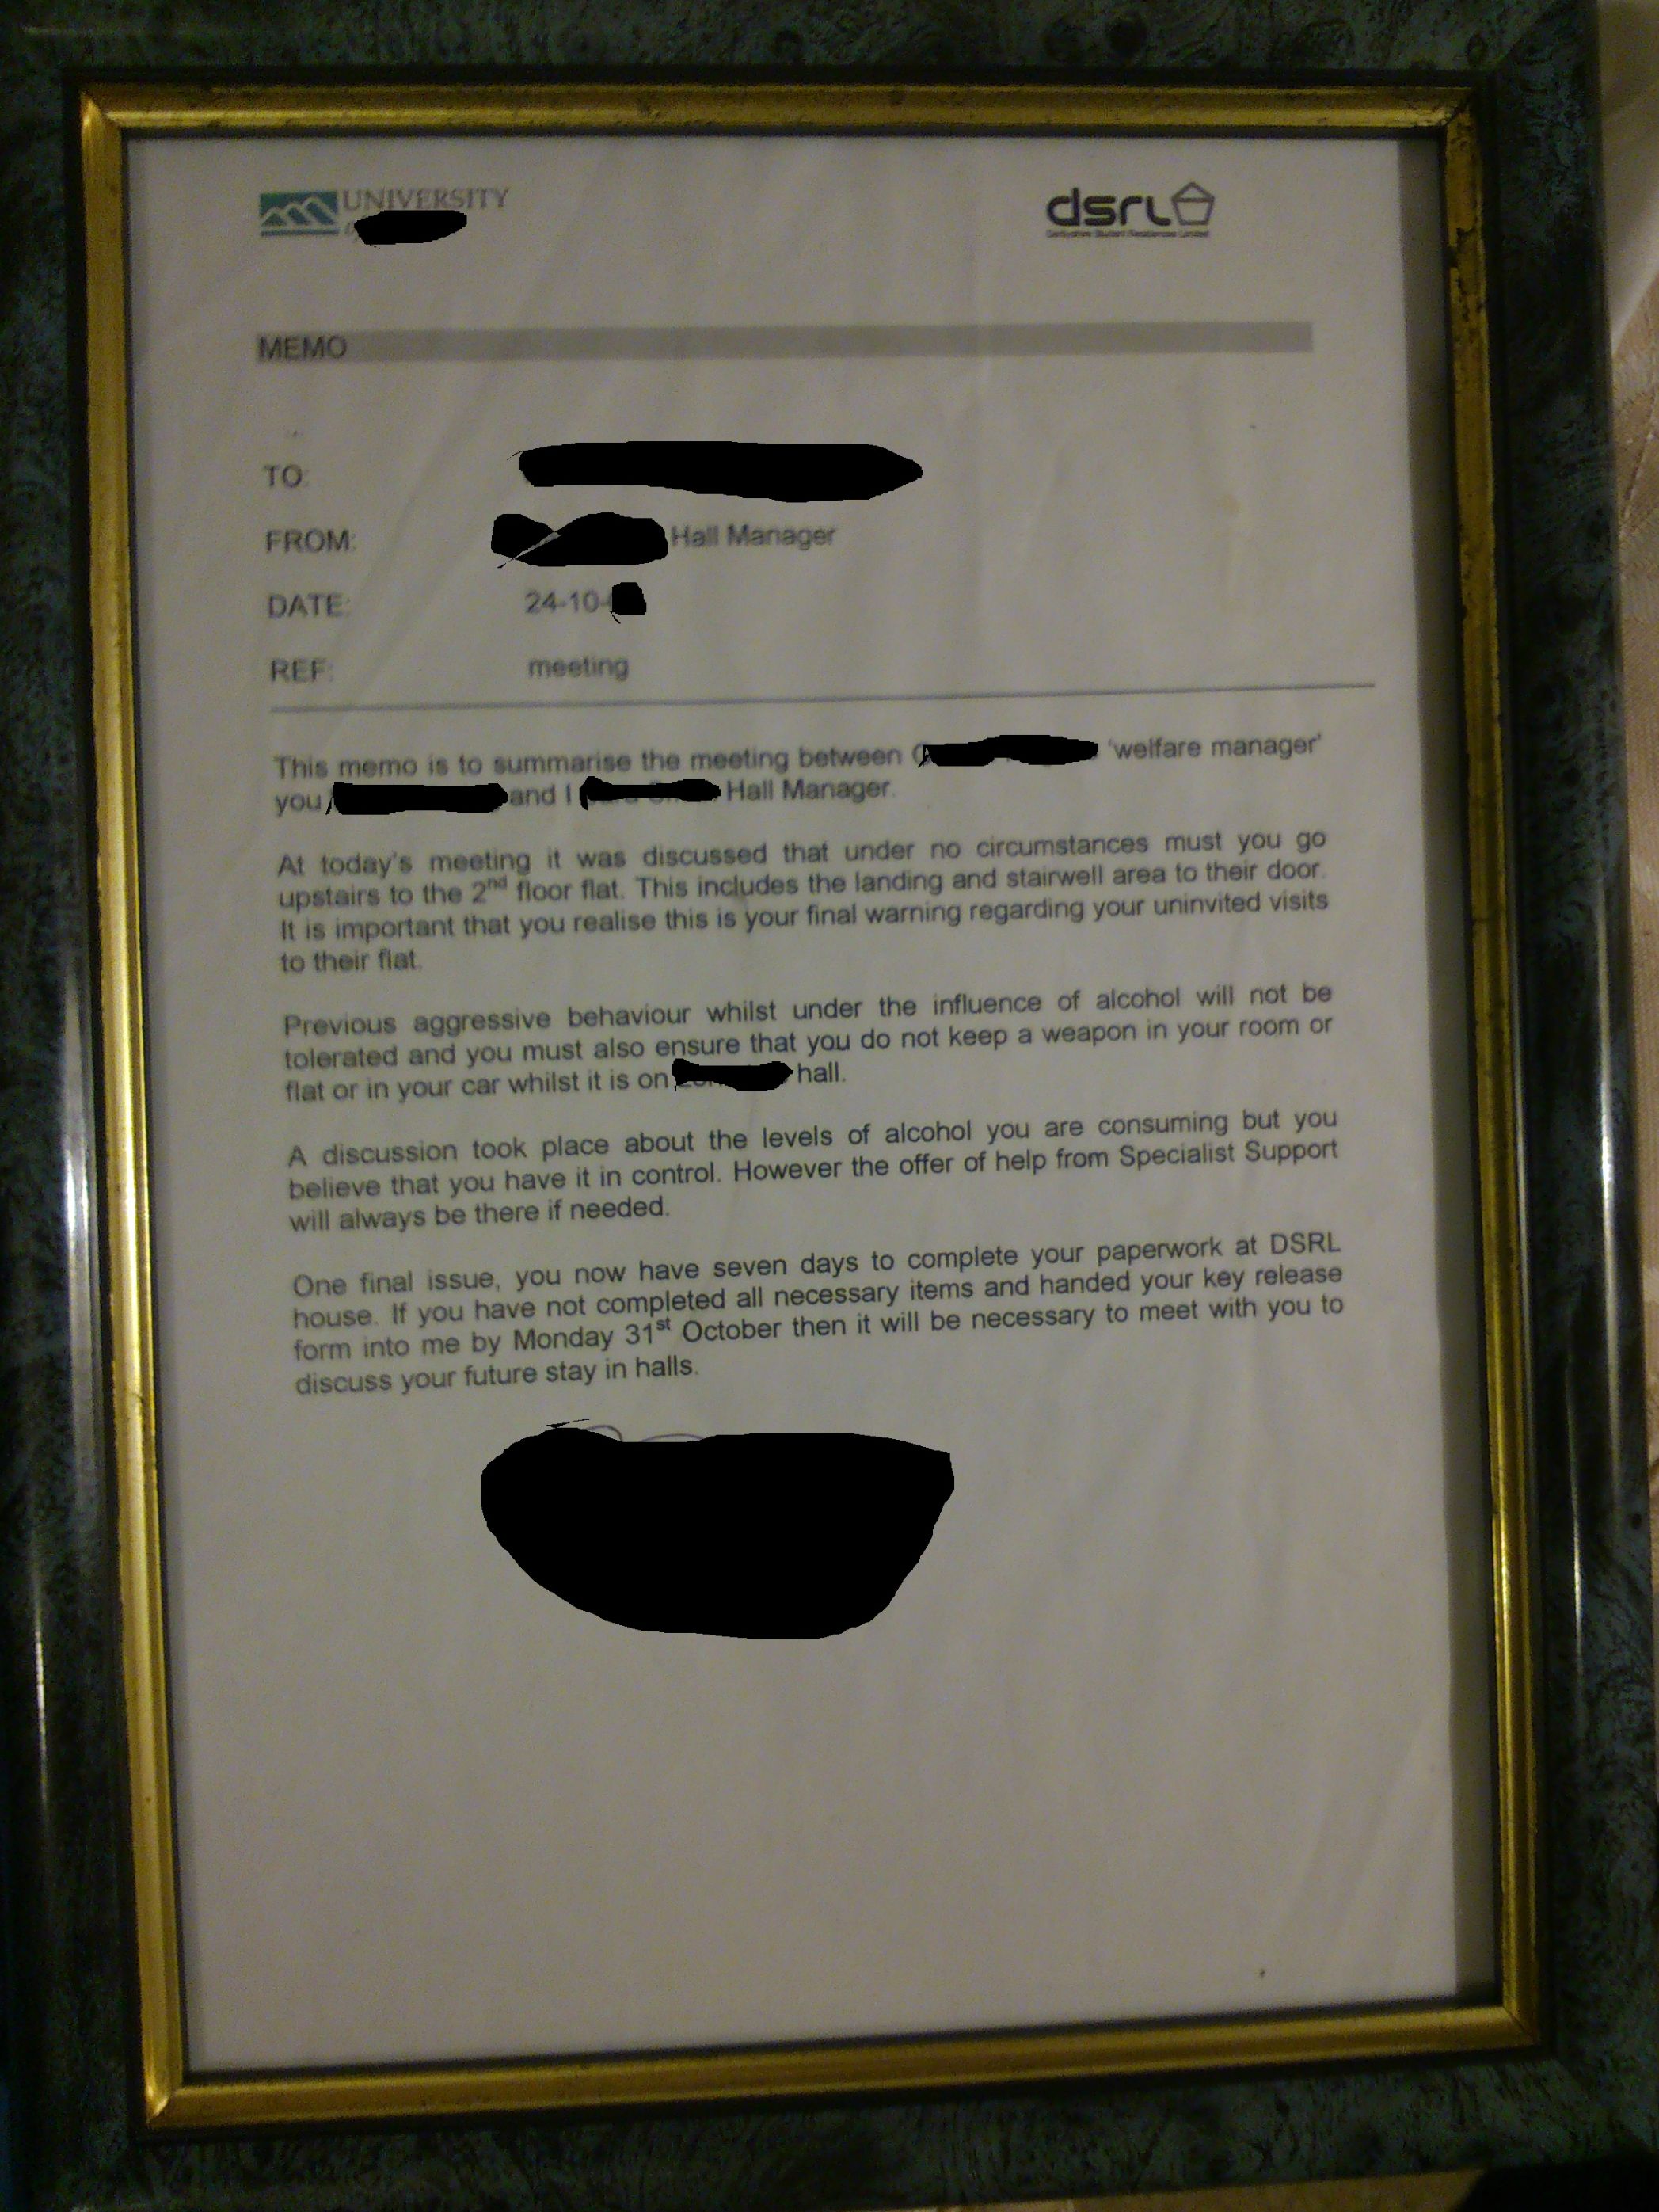 UNIVERSITY
dsrl
Derbyshire Student Residences Limited
MEMO
TO:
FROM: Hall Manager
DATE: 24-10-
REF: meeting
This memo is to summarise the meeting between 'welfare manager'
you, and I Hall Manager.
At today's meeting it was discussed that under no circumstances must you go
upstairs to the 2nd floor flat. This includes the landing and stairwell area to their door.
It is important that you realise this is your final warning regarding your uninvited visits
to their flat.
Previous aggressive behaviour whilst under the influence of alcohol will not be
tolerated and you must also ensure that you do not keep a weapon in your room or
flat or in your car whilst it is on hall.
A discussion took place about the levels of alcohol you are consuming but you
believe that you have it in control. However the offer of help from Specialist Support
will always be there if needed.
One final issue, you now have seven days to complete your paperwork at DSRL
house. If you have not completed all necessary items and handed your key release
form into me by Monday 31st October then it will be necessary to meet with you to
discuss your future stay in halls.